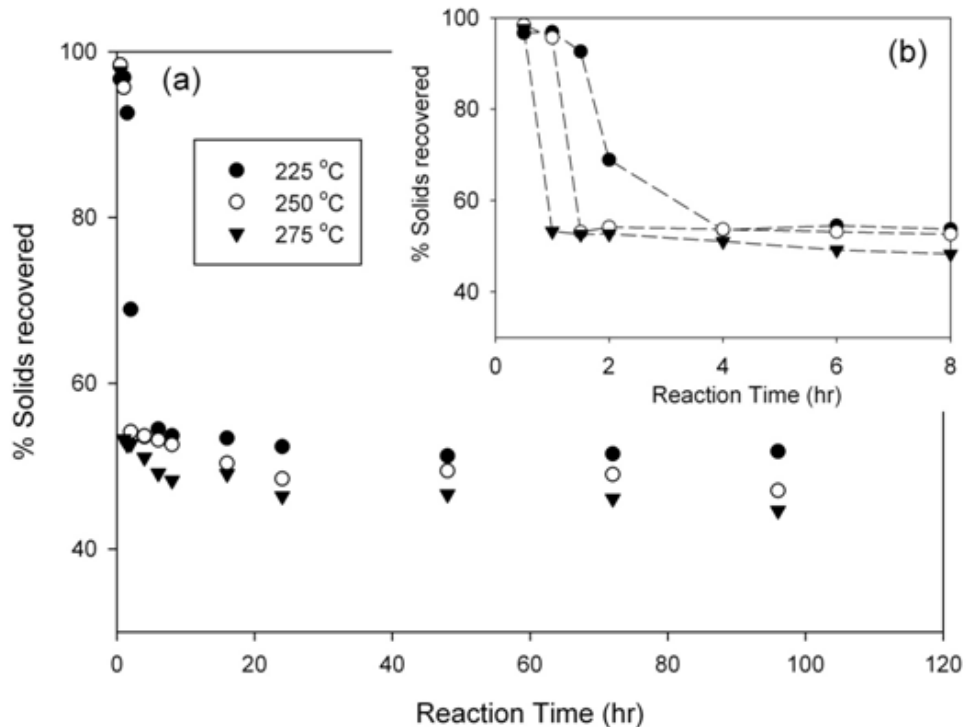 (a)
225 °C
250 °C
275 °C
% Solids recovered
100
80
60
40
0
20
40
60
80
100
120
Reaction Time (hr)
(b)
% Solids recovered
100
80
60
40
0
2
4
6
8
Reaction Time (hr)